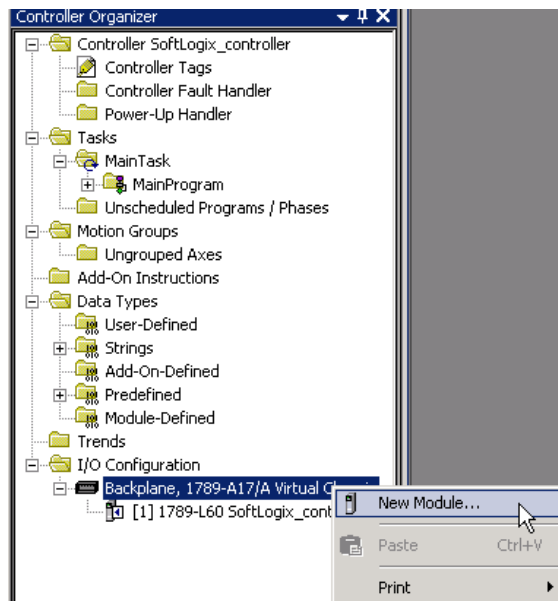 Controller Organizer
Controller SoftLogix_controller
Controller Tags
Controller Fault Handler
Power-Up Handler
Tasks
MainTask
MainProgram
Unscheduled Programs / Phases
Motion Groups
Ungrouped Axes
Add-On Instructions
Data Types
User-Defined
Strings
Add-On-Defined
Predefined
Module-Defined
Trends
I/O Configuration
Backplane, 1789-A17/A Virtual
[1] 1789-L60 SoftLogix_cont
New Module...
Paste Ctrl+V
Print